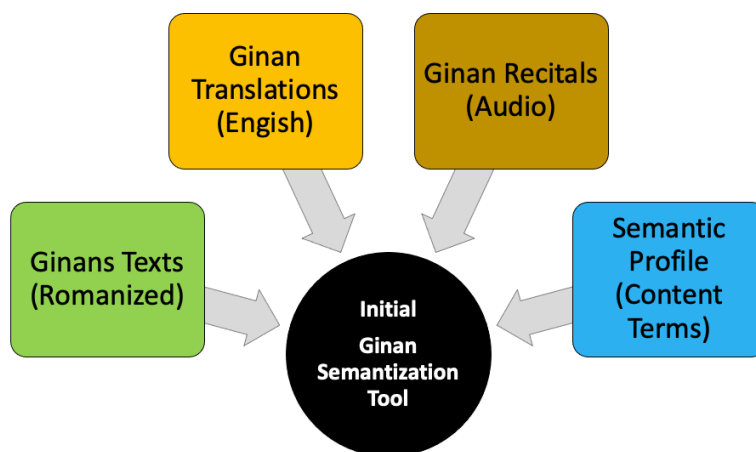 Ginan
Translations
(Engish)
Ginan Recitals
(Audio)
Ginans Texts
(Romanized)
Semantic
Profile
(Content
Terms)
Initial
Ginan
Semantization
Tool